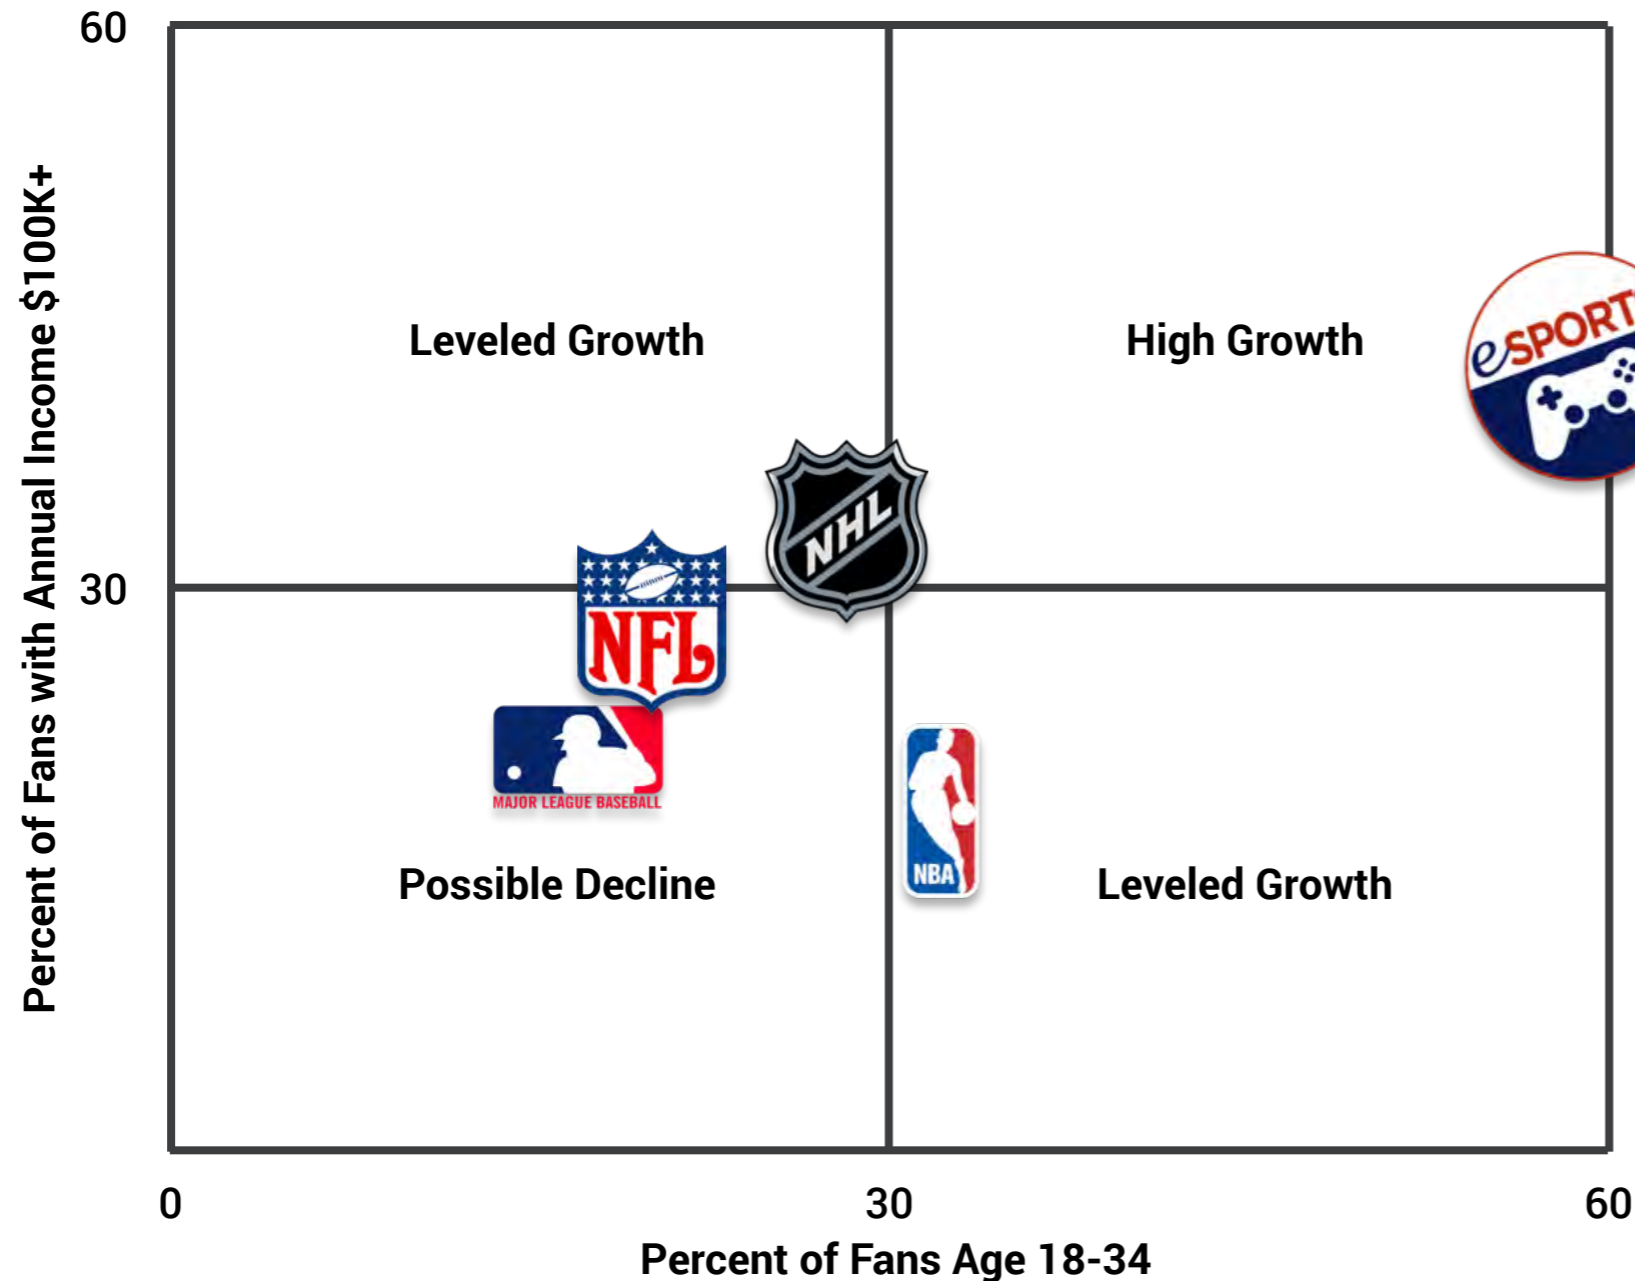 60
Percent of Fans with Annual Income $100K+
Leveled Growth
High Growth
eSPORT
NHL
30
NFL
MAJOR LEAGUE BASEBALL
NBA
Possible Decline
Leveled Growth
0
30
60
Percent of Fans Age 18-34